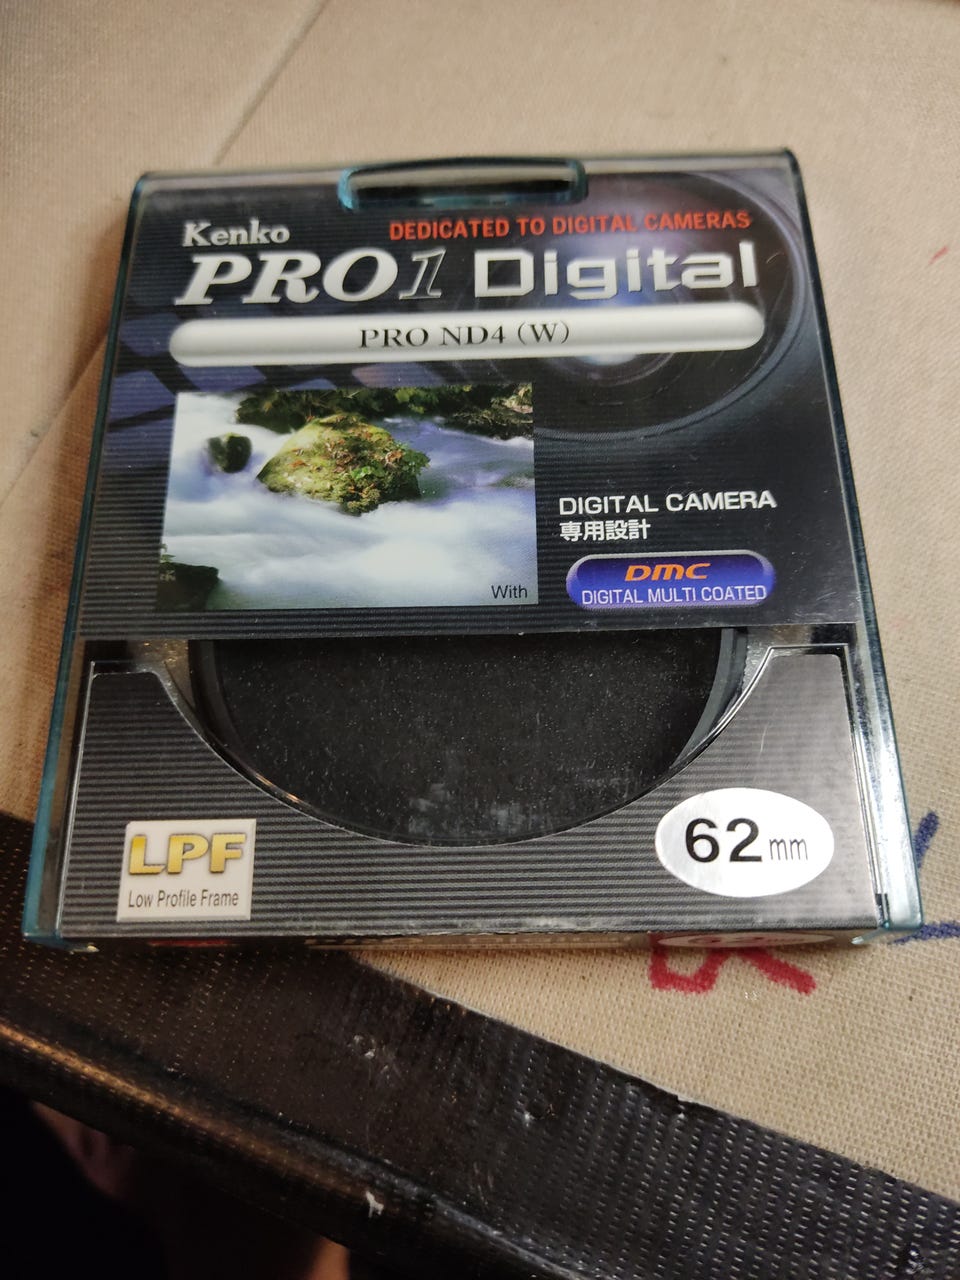 Kenko
DEDICATED TO DIGITAL CAMERAS
PRO1 Digital
PRO ND4 (W)
With
DIGITAL CAMERA
専用設計
DMC
DIGITAL MULTI COATED
LPF
Low Profile Frame
62mm